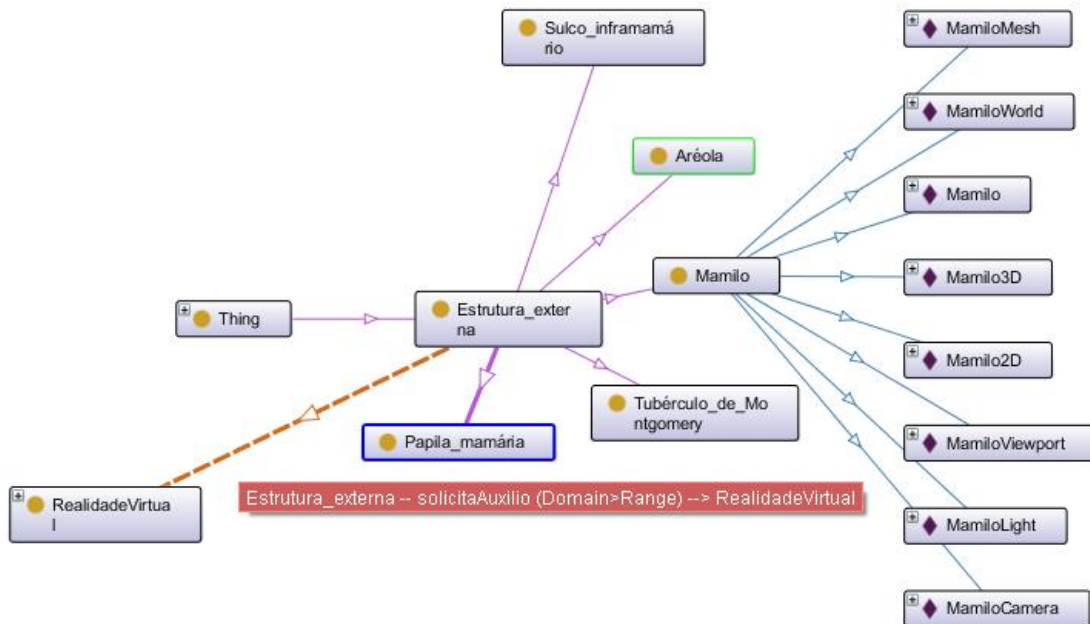 Sulco_inframamá
rio
MamiloMesh
MamiloWorld
Aréola
Mamilo
Mamilo
Mamilo3D
Thing
Estrutura_exter
na
Mamilo2D
Tubérculo_de_Mo
ntgomery
Papila_mamária
MamiloViewport
RealidadeVirtua
l
Estrutura_externa -- solicitaAuxilio (Domain>Range) --> RealidadeVirtual
MamiloLight
MamiloCamera